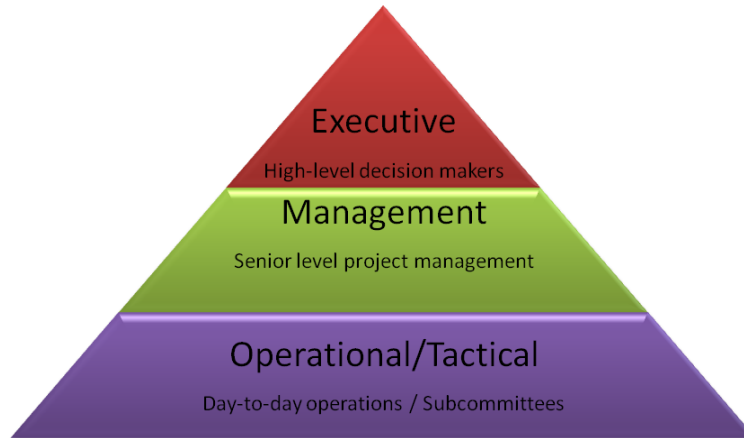 Executive
High-level decision makers
Management
Senior level project management
Operational/Tactical
Day-to-day operations / Subcommittees